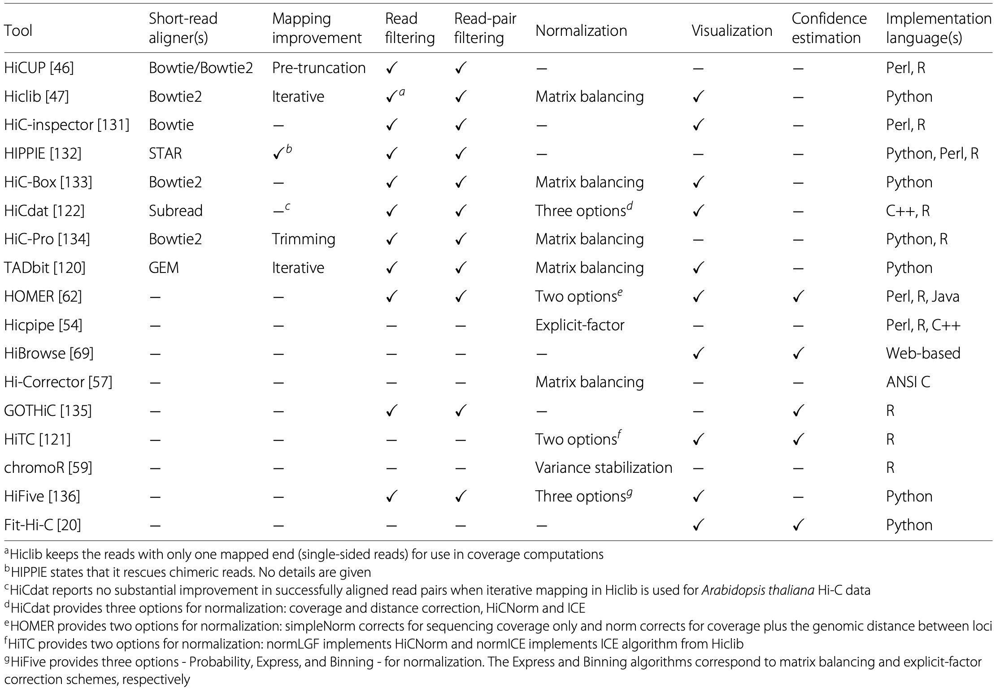 Tool Short-read aligner(s) Mapping improvement Read filtering Read-pair filtering Normalization Visualization Confidence estimation Implementation language(s)
HiCUP [46] Bowtie/Bowtie2 Pre-truncation ✓ ✓ – – – Perl, R
Hiclib [47] Bowtie2 Iterative ✓a ✓ Matrix balancing ✓ – Python
HiC-inspector [131] Bowtie – ✓ ✓ – ✓ – Perl, R
HIPPIE [132] STAR ✓b ✓ ✓ – – – Python, Perl, R
HiC-Box [133] Bowtie2 – ✓ ✓ Matrix balancing ✓ – Python
HiCdat [122] Subread –c ✓ ✓ Three optionsd ✓ – C++, R
HiC-Pro [134] Bowtie2 Trimming ✓ ✓ Matrix balancing – – Python, R
TADbit [120] GEM Iterative ✓ ✓ Matrix balancing ✓ – Python
HOMER [62] – – ✓ ✓ Two optionse ✓ ✓ Perl, R, Java
Hicpipe [54] – – – – Explicit-factor – – Perl, R, C++
HiBrowse [69] – – – – – ✓ ✓ Web-based
Hi-Corrector [57] – – – – Matrix balancing – – ANSI C
GOTHiC [135] – – ✓ ✓ – – ✓ R
HiTC [121] – – – – Two optionsf ✓ ✓ R
chromoR [59] – – – – Variance stabilization – – R
HiFive [136] – – ✓ ✓ Three optionsg ✓ – Python
Fit-Hi-C [20] – – – – – ✓ ✓ Python
aHiclib keeps the reads with only one mapped end (single-sided reads) for use in coverage computations
bHIPPIE states that it rescues chimeric reads. No details are given
cHiCdat reports no substantial improvement in successfully aligned read pairs when iterative mapping in Hiclib is used for Arabidopsis thaliana Hi-C data
dHiCdat provides three options for normalization: coverage and distance correction, HiCNorm and ICE
eHOMER provides two options for normalization: simpleNorm corrects for sequencing coverage only and norm corrects for coverage plus the genomic distance between loci
fHiTC provides two options for normalization: normLGF implements HiCNorm and normICE implements ICE algorithm from Hiclib
gHiFive provides three options - Probability, Express, and Binning - for normalization. The Express and Binning algorithms correspond to matrix balancing and explicit-factor
correction schemes, respectively